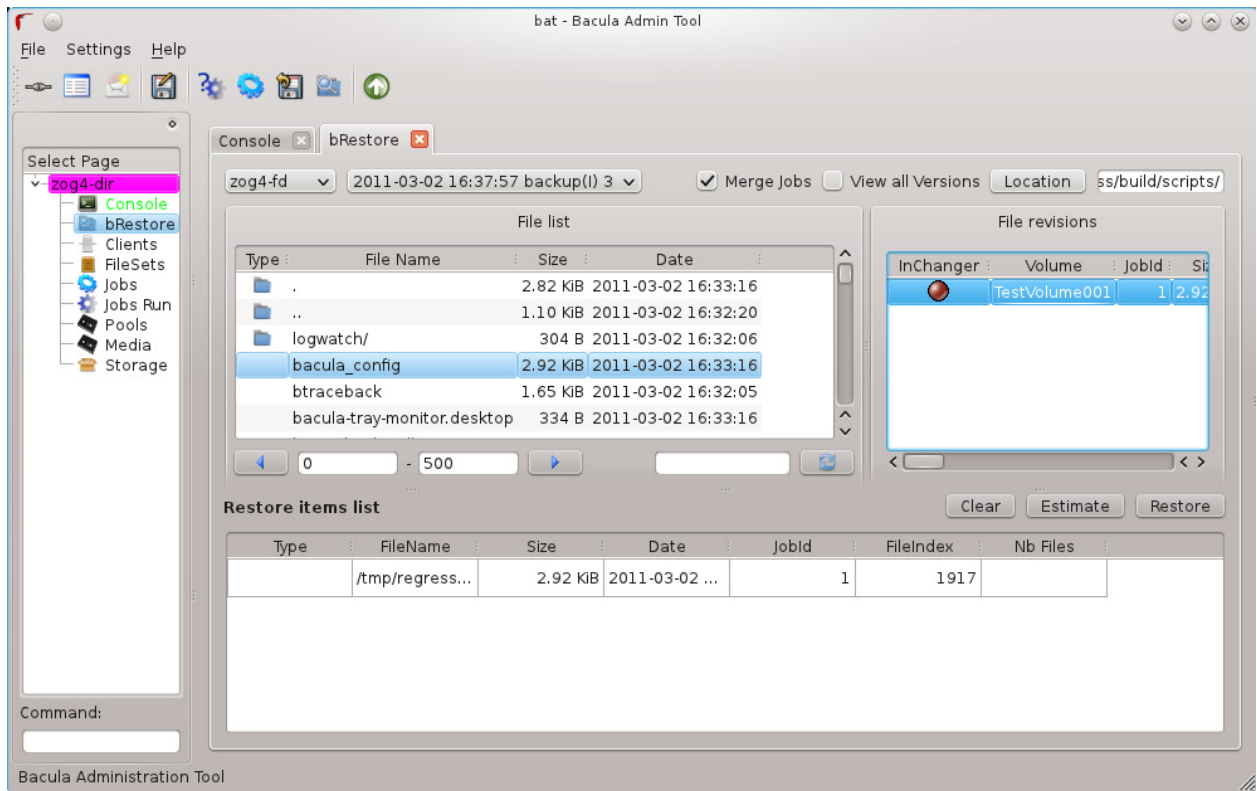 bat - Bacula Admin Tool
File Settings Help
Select Page
zog4-dir
Console
bRestore
Clients
FileSets
Jobs
Jobs Run
Pools
Media
Storage
Command:
Console bRestore
zog4-fd 2011-03-02 16:37:57 backup(I) 3 Merge Jobs View all Versions Location ss/build/scripts/
File list
Type File Name Size Date
. 2.82 KiB 2011-03-02 16:33:16
.. 1.10 KiB 2011-03-02 16:32:20
logwatch/ 304 B 2011-03-02 16:32:06
bacula_config 2.92 KiB 2011-03-02 16:33:16
btraceback 1.65 KiB 2011-03-02 16:32:05
bacula-tray-monitor.desktop 334 B 2011-03-02 16:33:16
0 - 500
File revisions
InChanger Volume JobId Siz
TestVolume001 1 2.92
Restore items list Clear Estimate Restore
Type FileName Size Date JobId FileIndex Nb Files
/tmp/regress... 2.92 KiB 2011-03-02 ... 1 1917
Bacula Administration Tool